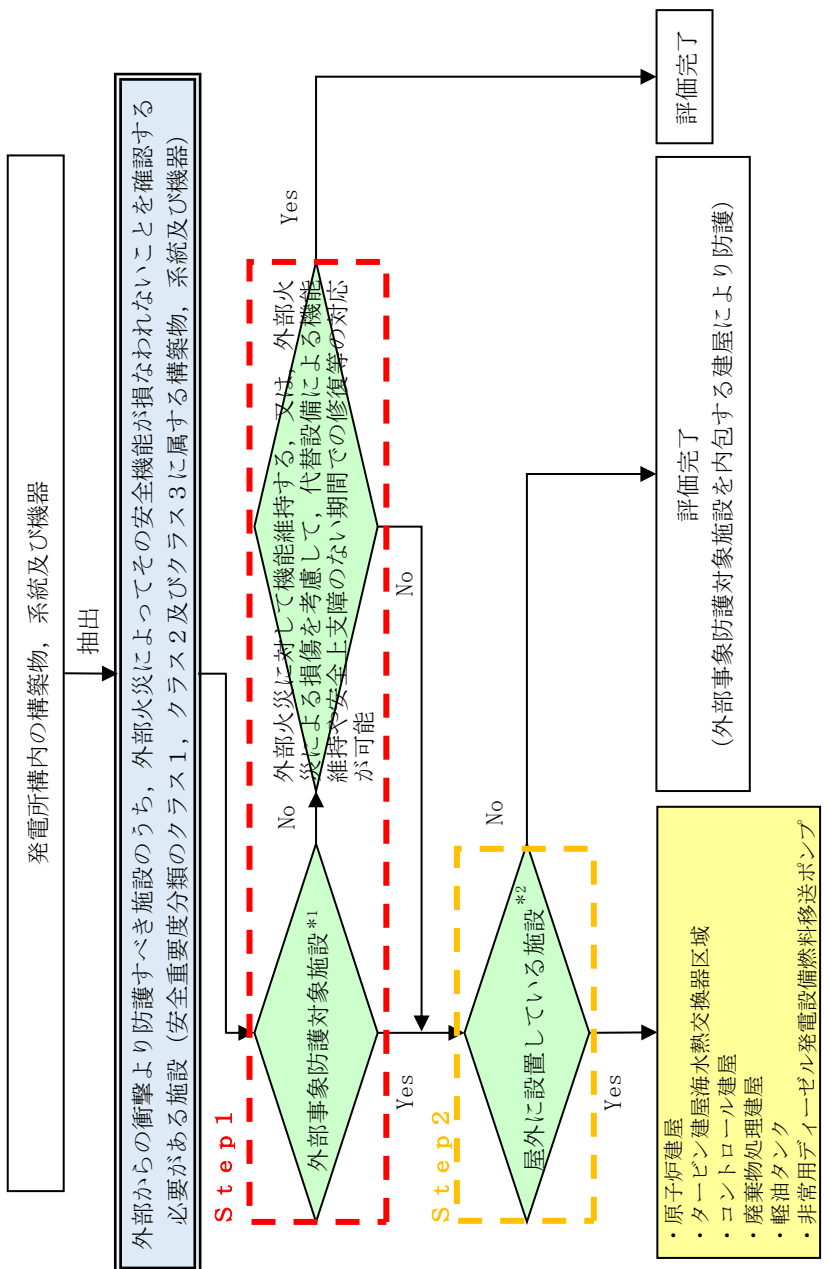 発電所構内の構築物，系統及び機器
抽出
外部からの衝撃より防護すべき施設のうち，外部火災によってその安全機能が損なわれないことを確認する
必要がある施設（安全重要度分類のクラス１，クラス２及びクラス３に属する構築物，系統及び機器）
Ｓｔｅｐ１
外部事象防護対象施設*1
No
Yes
外部火災に対して機能維持する，又は，外部火
災による損傷を考慮して，代替設備による機能
維持や安全上支障のない期間での修復等の対応
が可能
Yes
No
Ｓｔｅｐ２
屋外に設置している施設*2
No
Yes
・原子炉建屋
・タービン建屋海水熱交換器区域
・コントロール建屋
・廃棄物処理建屋
・軽油タンク
・非常用ディーゼル発電設備燃料移送ポンプ
評価完了
（外部事象防護対象施設を内包する建屋により防護）
評価完了